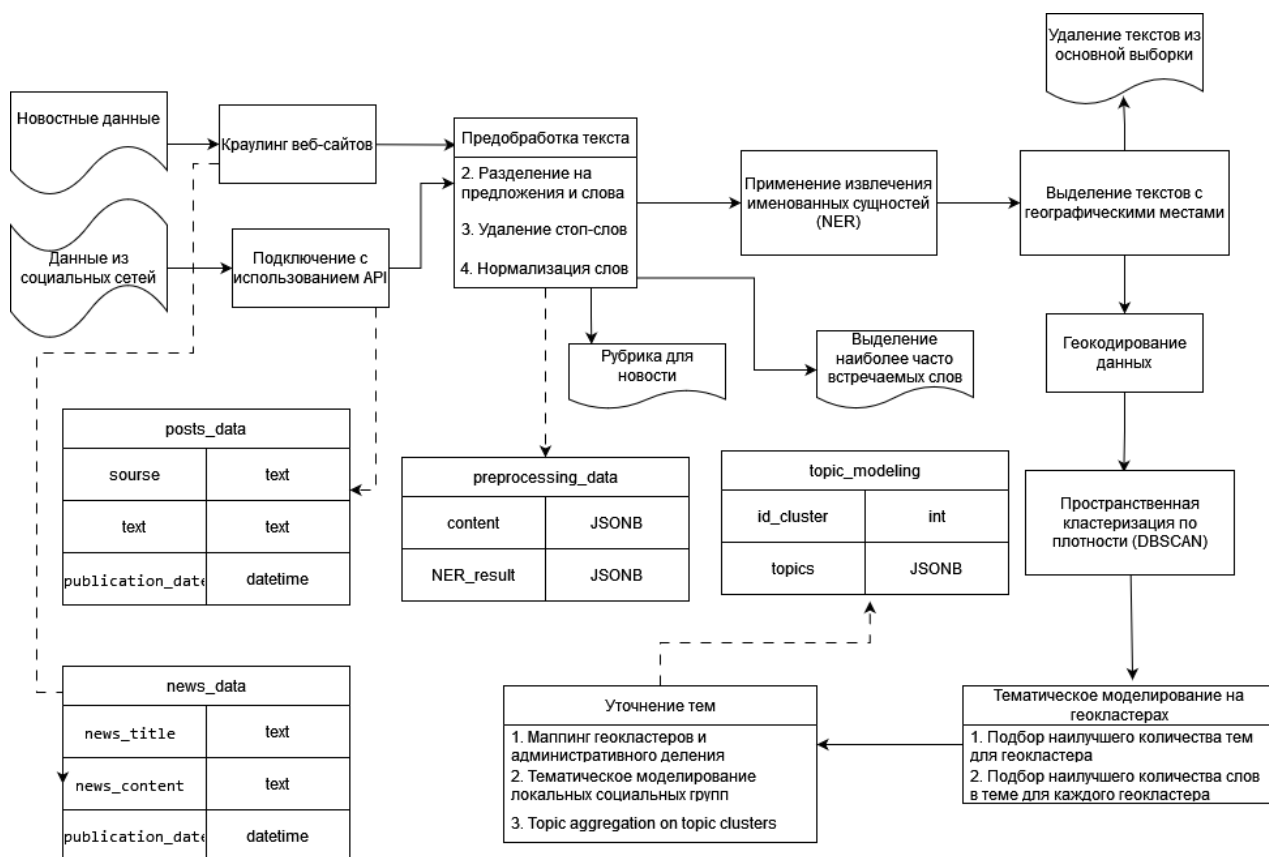 Удаление текстов из
основной выборки
Новостные данные
Краулинг веб-сайтов
Предобработка текста
2. Разделение на
предложения и слова
3. Удаление стоп-слов
4. Нормализация слов
Применение извлечения
именованных сущностей
(NER)
Выделение текстов с
географическими местами
Данные из
социальных сетей
Подключение с
использованием API
Рубрика для
новости
Выделение
наиболее часто
встречаемых слов
Геокодирование
данных
posts_data
sourse
text
text
text
publication_date
datetime
preprocessing_data
content
JSONB
NER_result
JSONB
topic_modeling
id_cluster
int
topics
JSONB
Пространственная
кластеризация по
плотности (DBSCAN)
news_data
news_title
text
news_content
text
publication_date
datetime
Уточнение тем
1. Маппинг геокластеров и
административного деления
2. Тематическое моделирование
локальных социальных групп
3. Topic aggregation on topic clusters
Тематическое моделирование на
геокластерах
1. Подбор наилучшего количества тем
для геокластера
2. Подбор наилучшего количества слов
в теме для каждого геокластера